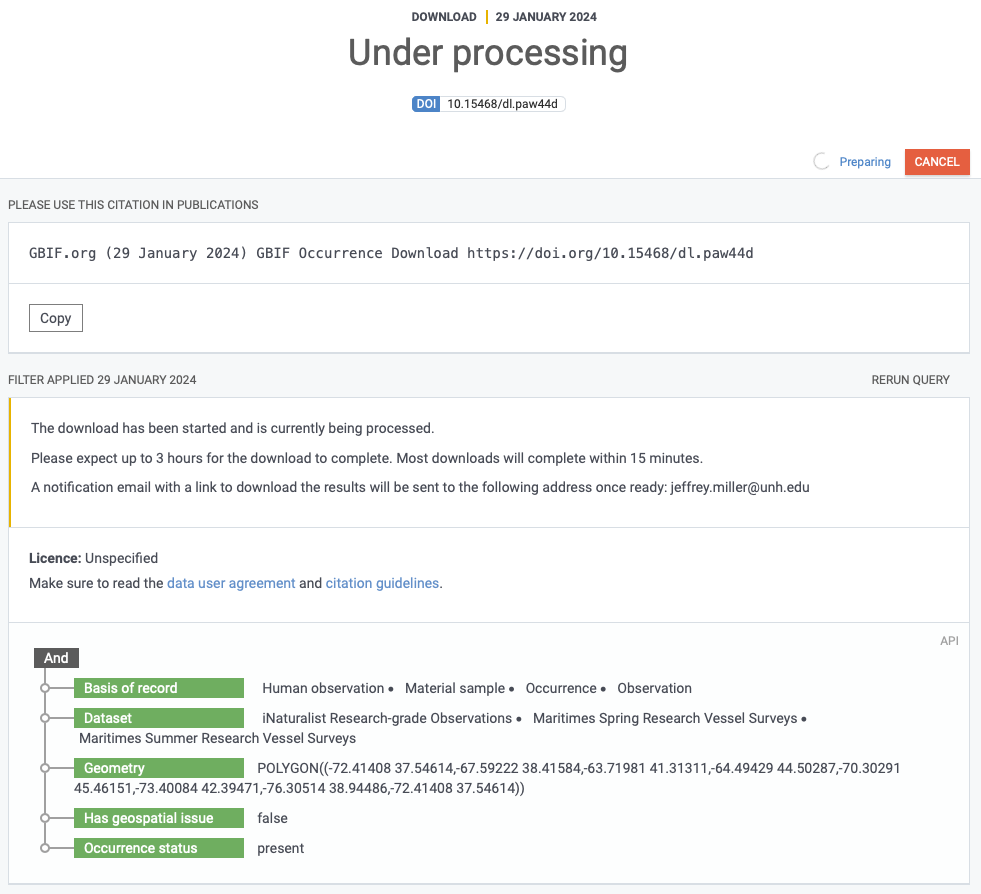 DOWNLOAD | 29 JANUARY 2024
Under processing
DOI 10.15468/dl.paw44d
Preparing CANCEL
PLEASE USE THIS CITATION IN PUBLICATIONS
GBIF.org (29 January 2024) GBIF Occurrence Download https://doi.org/10.15468/dl.paw44d
Copy
FILTER APPLIED 29 JANUARY 2024 RERUN QUERY
The download has been started and is currently being processed.
Please expect up to 3 hours for the download to complete. Most downloads will complete within 15 minutes.
A notification email with a link to download the results will be sent to the following address once ready: jeffrey.miller@unh.edu
Licence: Unspecified
Make sure to read the data user agreement and citation guidelines.
API
And
Basis of record Human observation • Material sample • Occurrence • Observation
Dataset iNaturalist Research-grade Observations • Maritimes Spring Research Vessel Surveys •
Maritimes Summer Research Vessel Surveys
Geometry POLYGON((-72.41408 37.54614,-67.59222 38.41584,-63.71981 41.31311,-64.49429 44.50287,-70.30291
45.46151,-73.40084 42.39471,-76.30514 38.94486,-72.41408 37.54614))
Has geospatial issue false
Occurrence status present